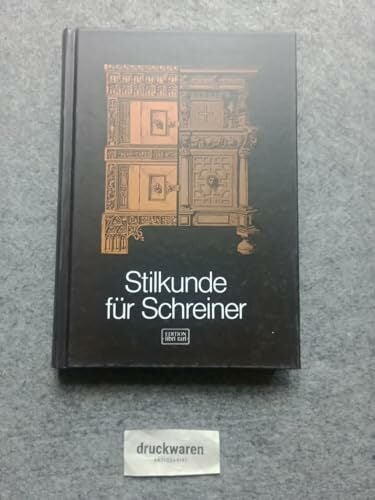 Stilkunde
für Schreiner
EDITION
libri rari
druckwaren
ANTIQUARIAT